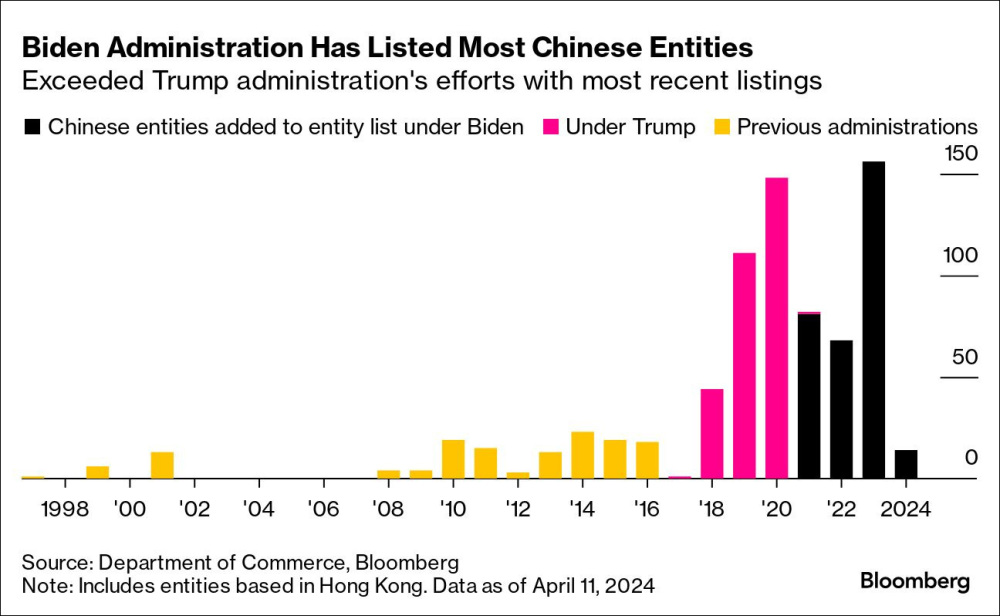 Biden Administration Has Listed Most Chinese Entities
Exceeded Trump administration's efforts with most recent listings
Chinese entities added to entity list under Biden Under Trump Previous administrations
150
100
50
0
1998 '00 '02 '04 '06 '08 '10 '12 '14 '16 '18 '20 '22 2024
Source: Department of Commerce, Bloomberg
Note: Includes entities based in Hong Kong. Data as of April 11, 2024
Bloomberg